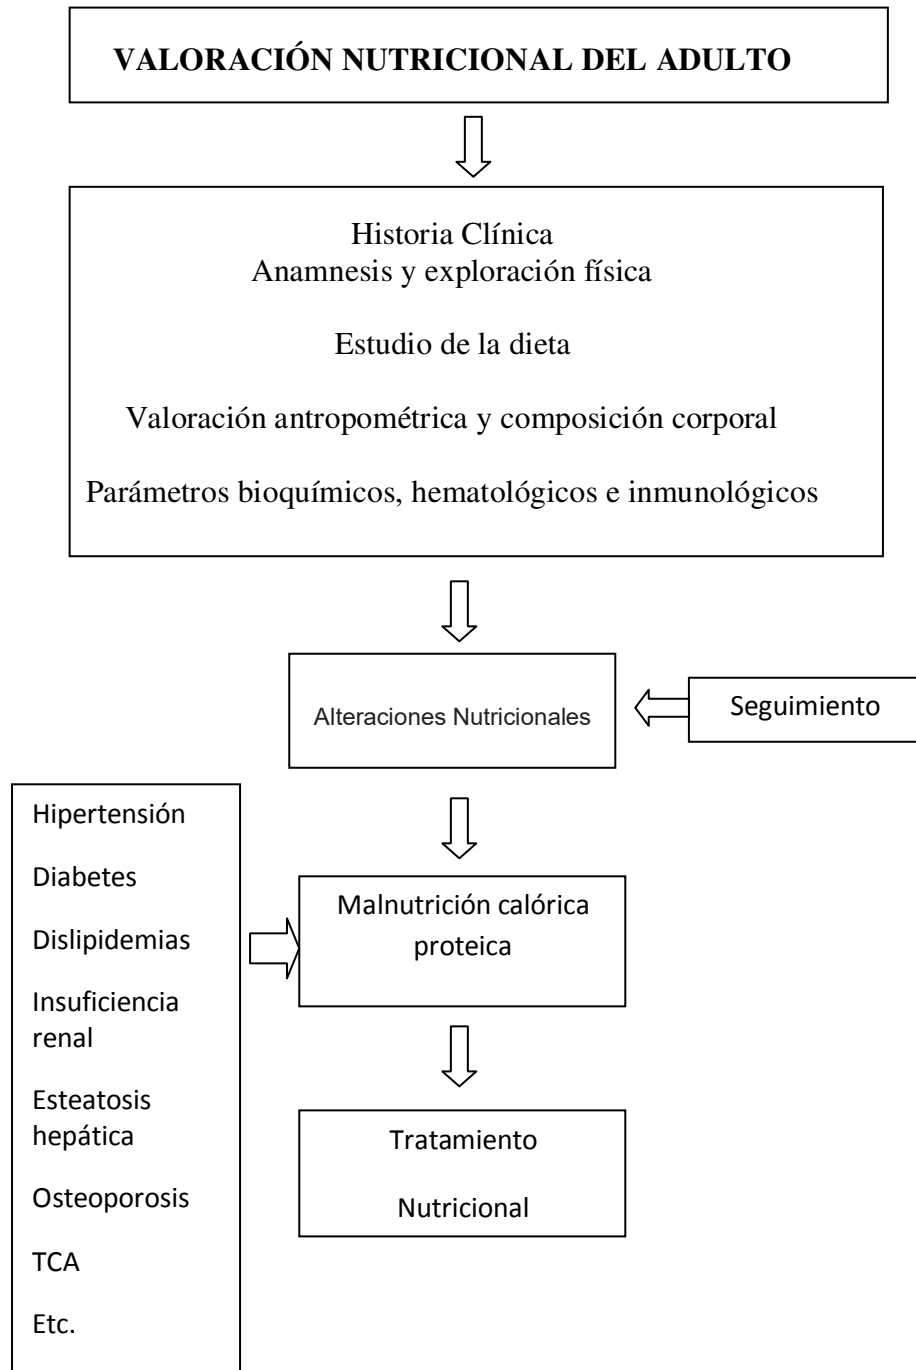 VALORACIÓN NUTRICIONAL DEL ADULTO
Historia Clínica
Anamnesis y exploración física
Estudio de la dieta
Valoración antropométrica y composición corporal
Parámetros bioquímicos, hematológicos e inmunológicos
Alteraciones Nutricionales
Seguimiento
Hipertensión
Diabetes
Dislipidemias
Insuficiencia
renal
Esteatosis
hepática
Osteoporosis
TCA
Etc.
Malnutrición calórica
proteica
Tratamiento
Nutricional